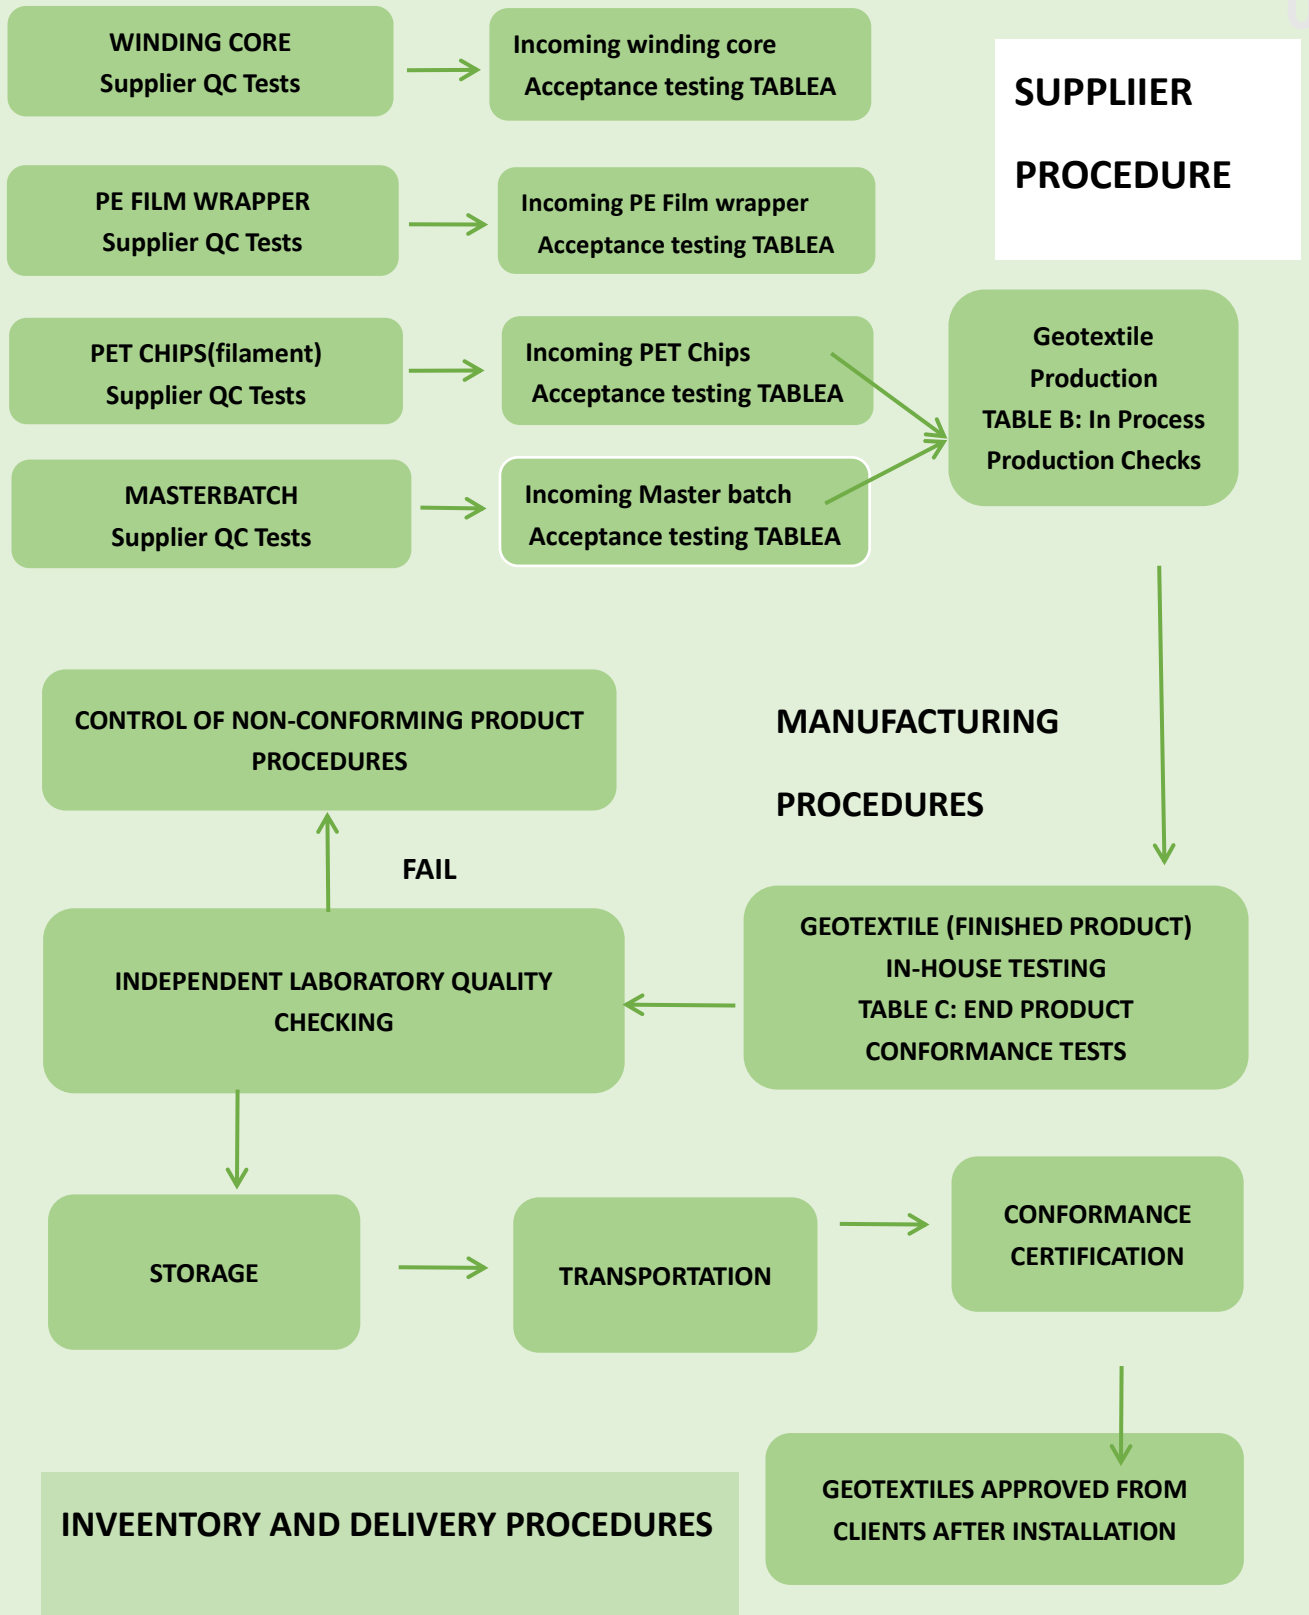 WINDING CORE
Supplier QC Tests
Incoming winding core
Acceptance testing TABLEA
SUPPLIIER
PROCEDURE
PE FILM WRAPPER
Supplier QC Tests
Incoming PE Film wrapper
Acceptance testing TABLEA
PET CHIPS(filament)
Supplier QC Tests
Incoming PET Chips
Acceptance testing TABLEA
Geotextile
Production
TABLE B: In Process
Production Checks
MASTERBATCH
Supplier QC Tests
Incoming Master batch
Acceptance testing TABLEA
CONTROL OF NON-CONFORMING PRODUCT
PROCEDURES
MANUFACTURING
PROCEDURES
FAIL
INDEPENDENT LABORATORY QUALITY
CHECKING
GEOTEXTILE (FINISHED PRODUCT)
IN-HOUSE TESTING
TABLE C: END PRODUCT
CONFORMANCE TESTS
STORAGE
TRANSPORTATION
CONFORMANCE
CERTIFICATION
INVEENTORY AND DELIVERY PROCEDURES
GEOTEXTILES APPROVED FROM
CLIENTS AFTER INSTALLATION